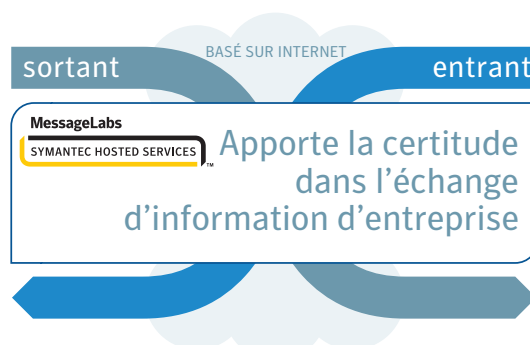 BASÉ SUR INTERNET
sortant
entrant
MessageLabs
SYMANTEC HOSTED SERVICES
™
Apporte la certitude
dans l'échange
d'information d'entreprise